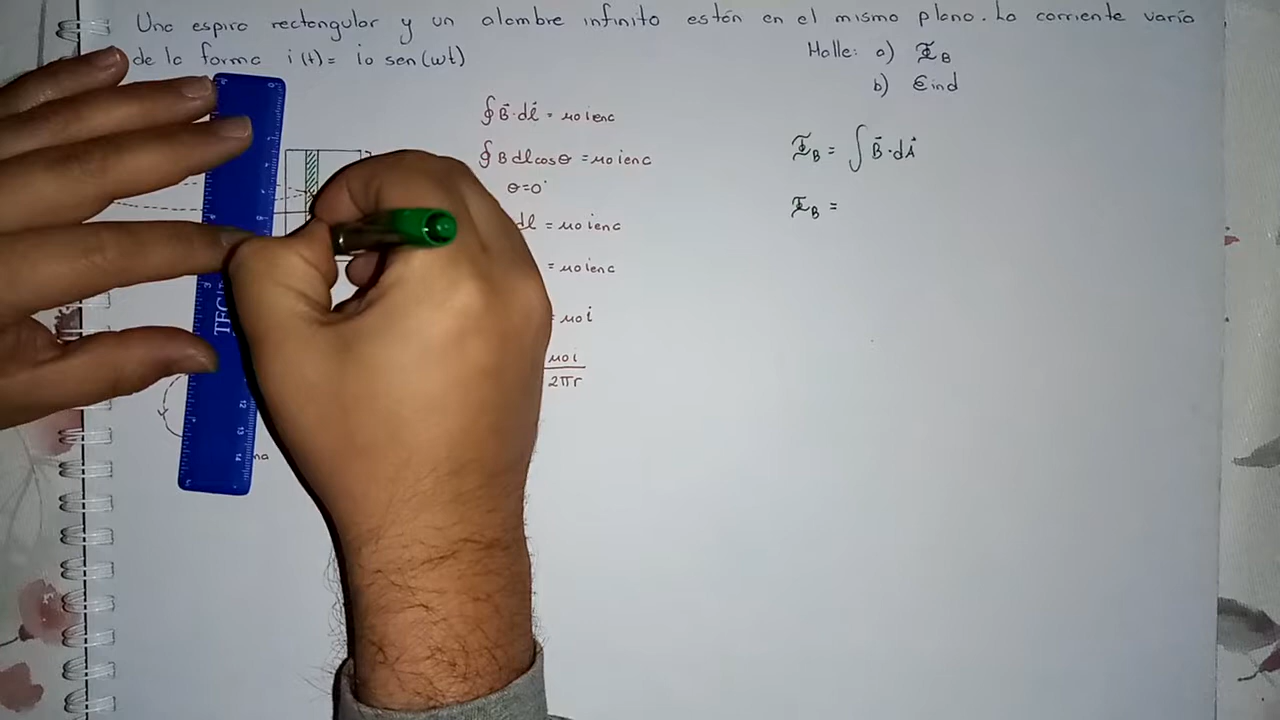 Una espira rectangular y un alambre infinito están en el mismo plano. La corriente varía
de la forma i(t) = io sen(wt)
Halle: a) ΦB
b) Eind
∮ B⃗·dl⃗ = μo ienc
∮ B dl cosθ = μo ienc
θ=0°
dl = μo ienc
= μo ienc
= μo i
μo i
2πr
ΦB = ∫ B⃗·dA⃗
ΦB =